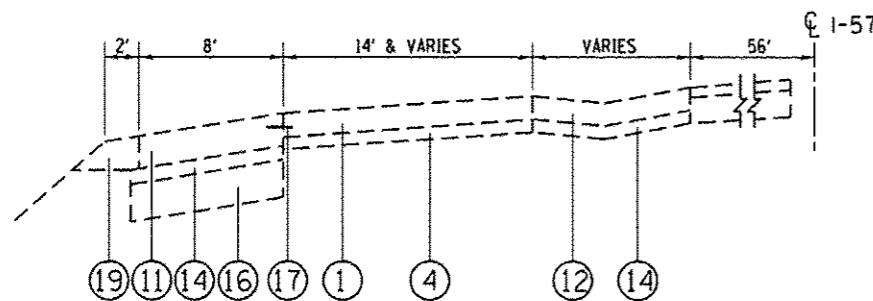 ℄ I-57
2' 8' 14' & VARIES VARIES 56'
19 11 14 16 17 1 4 12 14